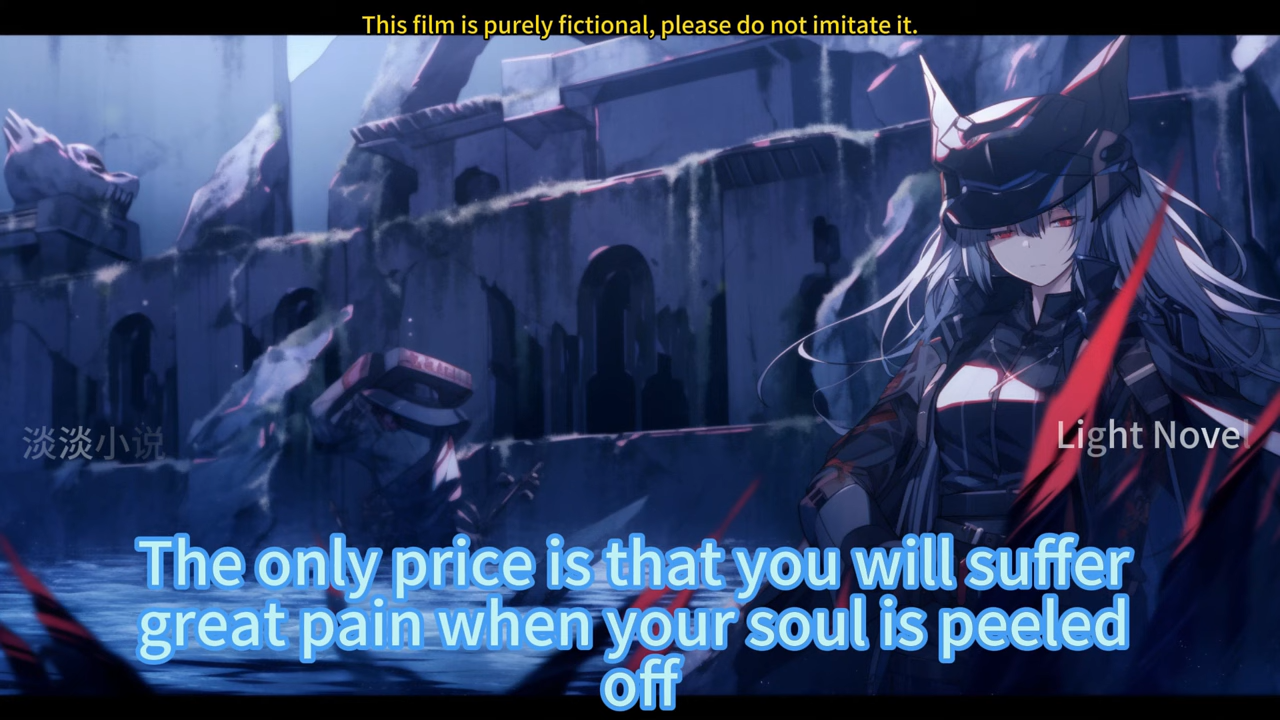 This film is purely fictional, please do not imitate it.
淡淡小说
Light Novel
The only price is that you will suffer
great pain when your soul is peeled
off